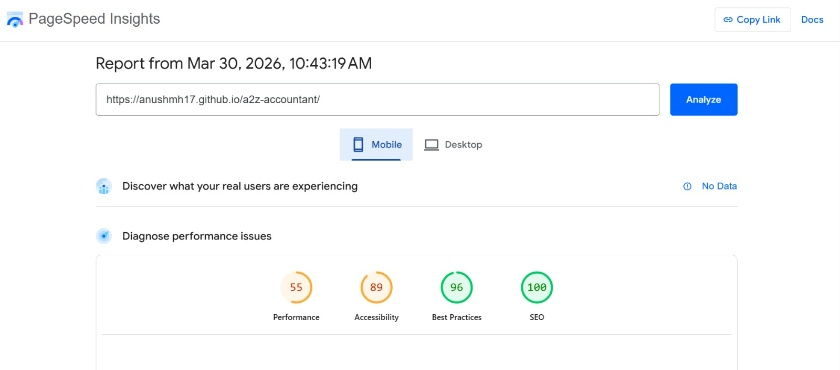 PageSpeed Insights
Copy Link
Docs
Report from Mar 30, 2026, 10:43:19 AM
https://anushmh17.github.io/a2z-accountant/
Analyze
Mobile
Desktop
Discover what your real users are experiencing
No Data
Diagnose performance issues
55
89
96
100
Performance
Accessibility
Best Practices
SEO